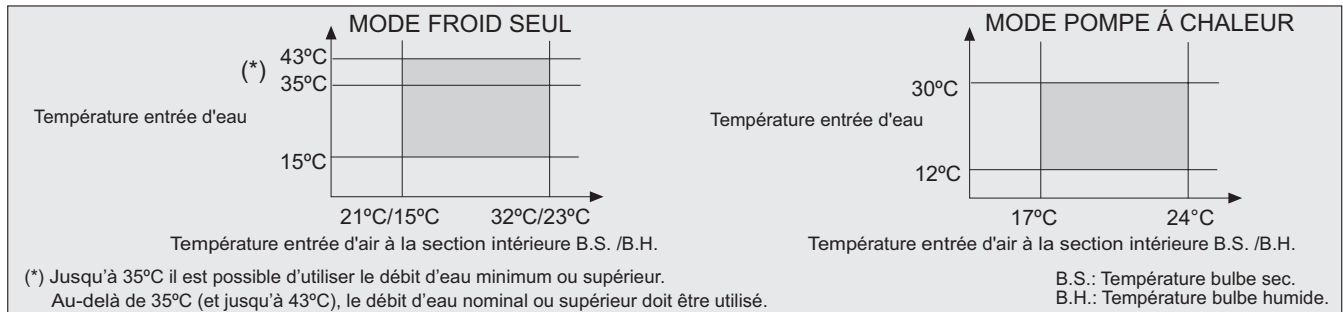 MODE FROID SEUL
(*)
43ºC
35ºC
Température entrée d'eau
15ºC
21ºC/15ºC 32ºC/23ºC
Température entrée d'air à la section intérieure B.S. /B.H.
(*) Jusqu'à 35ºC il est possible d'utiliser le débit d'eau minimum ou supérieur.
Au-delà de 35ºC (et jusqu'à 43ºC), le débit d'eau nominal ou supérieur doit être utilisé.
MODE POMPE Á CHALEUR
30ºC
Température entrée d'eau
12ºC
17ºC 24°C
Température entrée d'air à la section intérieure B.S. /B.H.
B.S.: Température bulbe sec.
B.H.: Température bulbe humide.